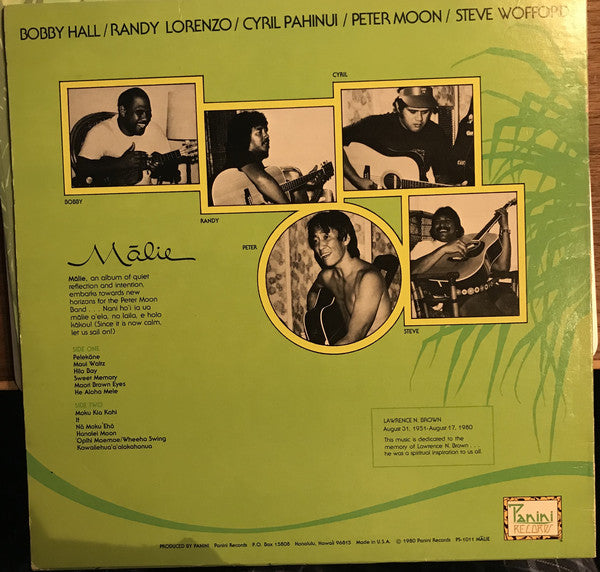 BOBBY HALL/RANDY LORENZO/CYRIL PAHINUI/PETER MOON/STEVE WOFFORD
CYRIL
BOBBY
RANDY
PETER
STEVE
Mālie
Mālie, an album of quiet
reflection and intention,
embarks towards new
horizons for the Peter Moon
Band . . . Nani ho'i ia ua
mālie a'ela, no laila, e holo
kākou! (Since it is now calm,
let us sail on!)
SIDE ONE
Pelekāne
Maui Waltz
Hilo Bay
Sweet Memory
Maori Brown Eyes
He Aloha Mele
SIDE TWO
Moku Kia Kahi
If
Nā Moku 'Ehā
Hanalei Moon
'Opihi Moemoe/Wheeha Swing
Kawailehua'a'alakahonua
LAWRENCE N. BROWN
August 31, 1951-August 17, 1980
This music is dedicated to the
memory of Lawrence N. Brown . . .
he was a spiritual inspiration to us all.
Panini
RECORDS
PRODUCED BY PANINI Panini Records P.O. Box 15808 Honolulu, Hawaii 96813 Made in U.S.A. © 1980 Panini Records PS-1011 MĀLIE